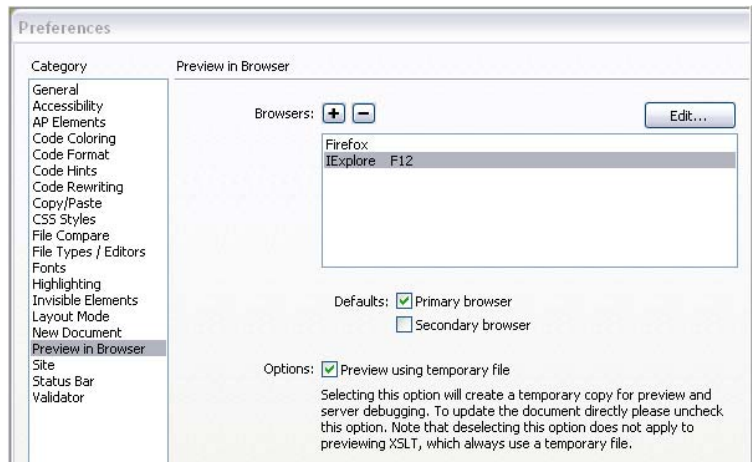 Preferences
Category
General
Accessibility
AP Elements
Code Coloring
Code Format
Code Hints
Code Rewriting
Copy/Paste
CSS Styles
File Compare
File Types / Editors
Fonts
Highlighting
Invisible Elements
Layout Mode
New Document
Preview in Browser
Site
Status Bar
Validator
Preview in Browser
Browsers: + − Edit...
Firefox
IExplore F12
Defaults: Primary browser
Secondary browser
Options: Preview using temporary file
Selecting this option will create a temporary copy for preview and
server debugging. To update the document directly please uncheck
this option. Note that deselecting this option does not apply to
previewing XSLT, which always use a temporary file.